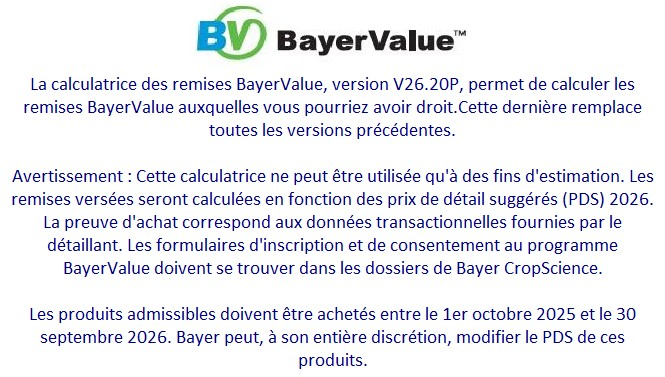 BV BayerValue™
La calculatrice des remises BayerValue, version V26.20P, permet de calculer les
remises BayerValue auxquelles vous pourriez avoir droit.Cette dernière remplace
toutes les versions précédentes.
Avertissement : Cette calculatrice ne peut être utilisée qu'à des fins d'estimation. Les
remises versées seront calculées en fonction des prix de détail suggérés (PDS) 2026.
La preuve d'achat correspond aux données transactionnelles fournies par le
détaillant. Les formulaires d'inscription et de consentement au programme
BayerValue doivent se trouver dans les dossiers de Bayer CropScience.
Les produits admissibles doivent être achetés entre le 1er octobre 2025 et le 30
septembre 2026. Bayer peut, à son entière discrétion, modifier le PDS de ces
produits.